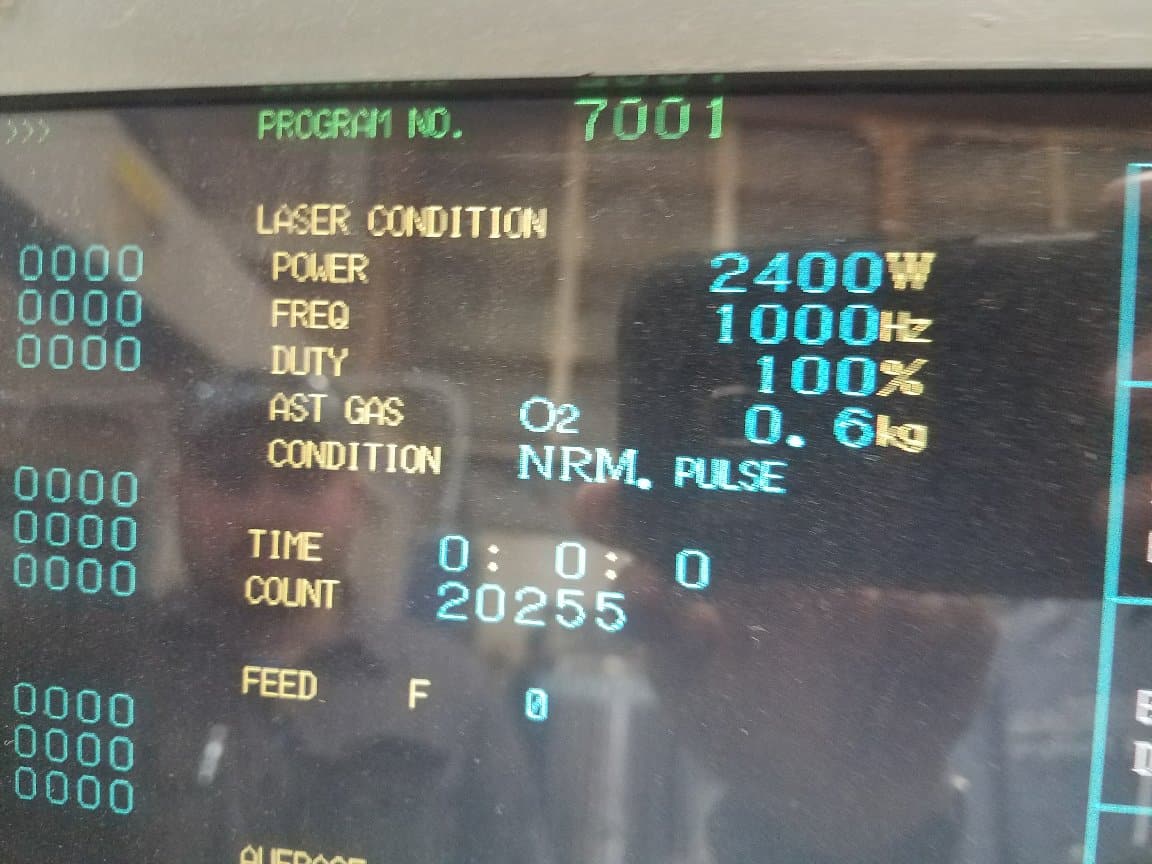 >>>
PROGRAM NO. 7001
LASER CONDITION
0000 POWER 2400W
0000 FREQ 1000Hz
0000 DUTY 100%
AST GAS O2 0.6kg
CONDITION NRM. PULSE
0000
0000 TIME 0: 0: 0
0000 COUNT 20255
FEED F 0
0000
0000
0000